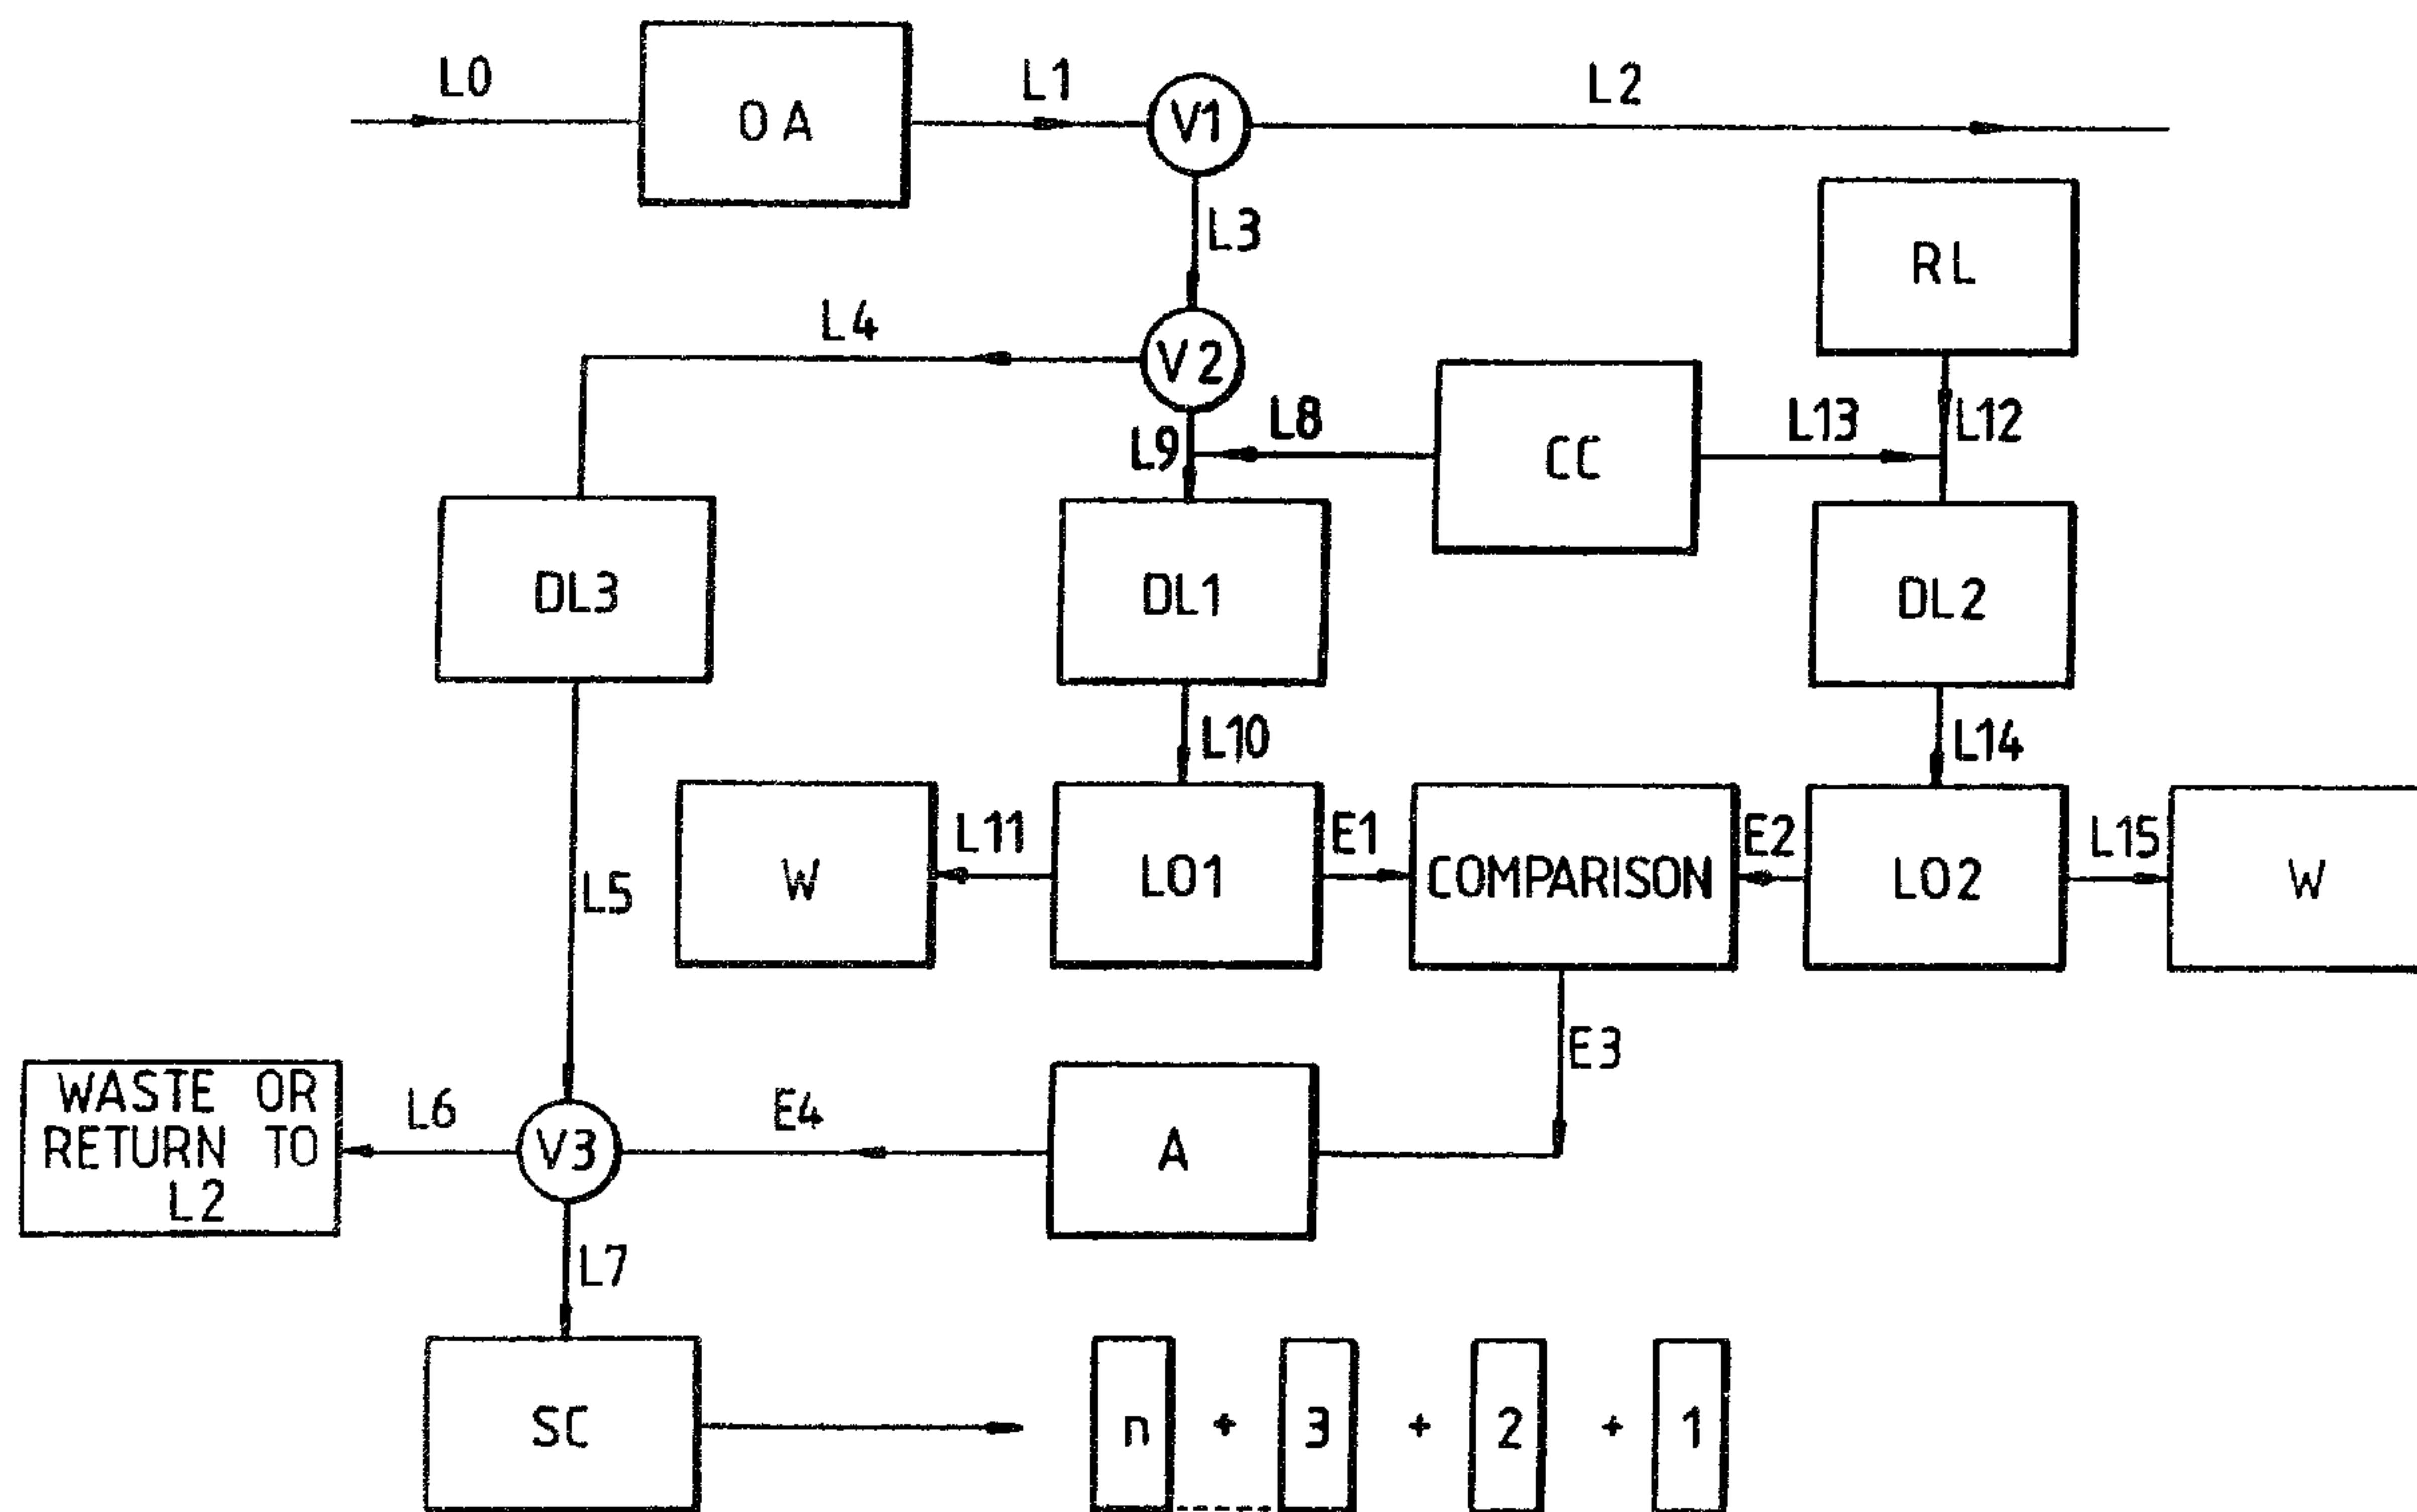 L0
OA
L1
V1
L2
L3
RL
L4
V2
L8
CC
L13
L12
L9
DL3
DL1
DL2
L10
L14
W
L11
LO1
E1
COMPARISON
E2
LO2
L15
W
L5
E3
WASTE OR
RETURN TO
L2
L6
V3
E4
A
L7
SC
n + 3 + 2 + 1